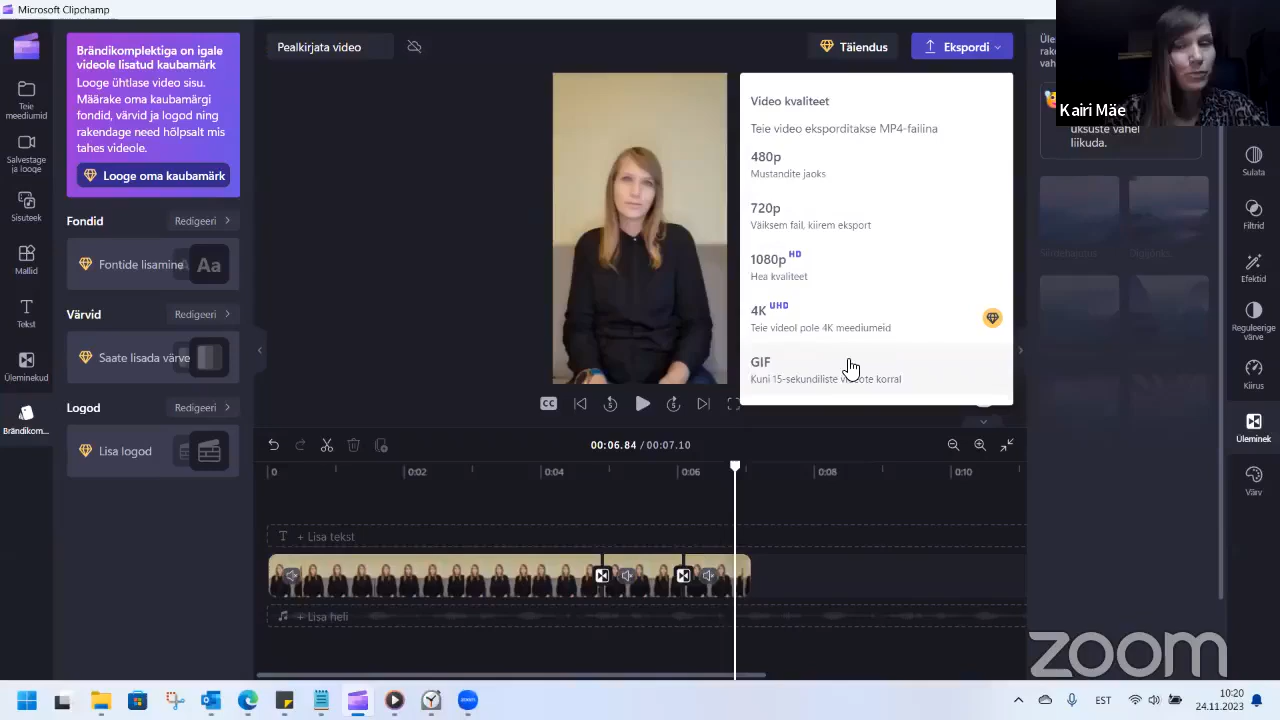 Microsoft Clipchamp
Brändikomplektiga on igale
videole lisatud kaubamärk
Looge ühtlase video sisu.
Määrake oma kaubamärgi
fondid, värvid ja logod ning
rakendage need hõlpsalt mis
tahes videole.
Looge oma kaubamärk
Teie
meediumid
Salvestage
ja looge
Sisuteek
Mallid
Tekst
Üleminekud
Brändikom...
Fondid
Redigeeri
Fontide lisamine
Aa
Värvid
Redigeeri
Saate lisada värve
Logod
Redigeeri
Lisa logod
Pealkirjata video
Täiendus
Ekspordi
Video kvaliteet
Teie video eksporditakse MP4-failina
480p
Mustandite jaoks
720p
Väiksem fail, kiirem eksport
1080p HD
Hea kvaliteet
4K UHD
Teie videol pole 4K meediumeid
GIF
Kuni 15-sekundiliste videote korral
CC
5
5
00:06.84 / 00:07.10
0
0:02
0:04
0:06
0:08
0:10
T + Lisa tekst
+ Lisa heli
Kairi Mäe
uksuste vahel
liikuda.
Sulata
Filtrid
Efektid
Reguleerige
värve
Kiirus
Üleminek
Värv
zoom
EST
10:20
24.11.2023